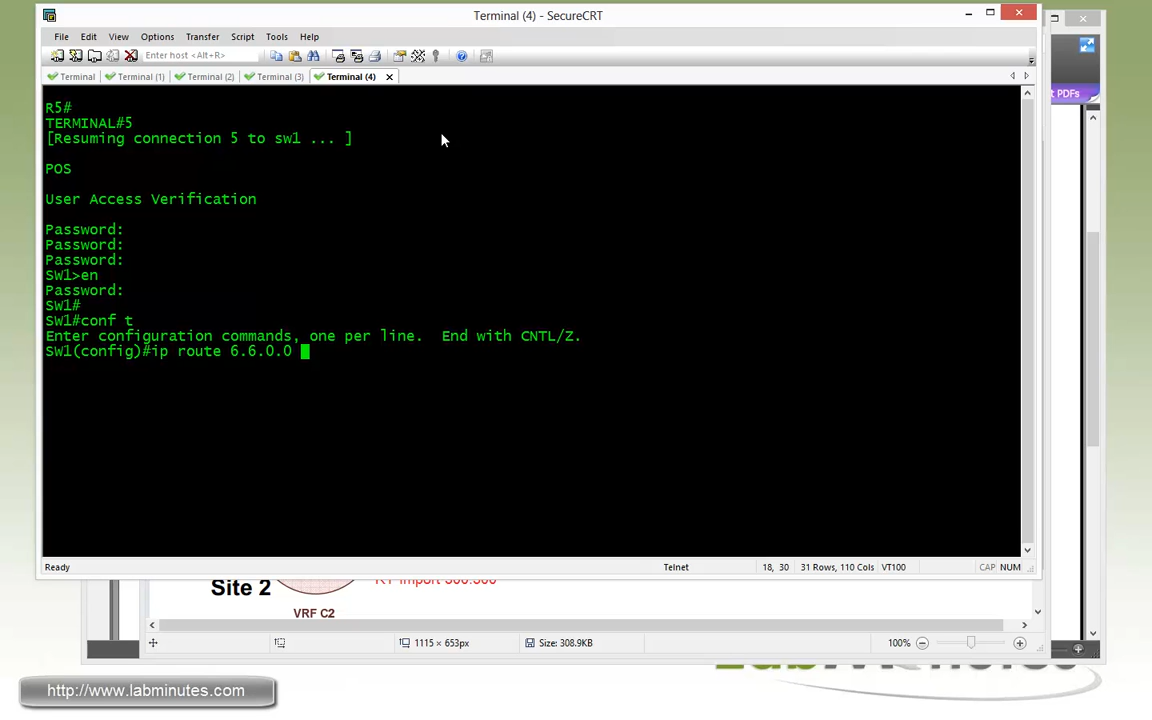 Terminal (4) - SecureCRT
File Edit View Options Transfer Script Tools Help
Enter host <Alt+R>
Terminal Terminal (1) Terminal (2) Terminal (3) Terminal (4)
t PDFs
R5#
TERMINAL#5
[Resuming connection 5 to sw1 ... ]
POS
User Access Verification
Password:
Password:
Password:
SW1>en
Password:
SW1#
SW1#conf t
Enter configuration commands, one per line.  End with CNTL/Z.
SW1(config)#ip route 6.6.0.0
Ready Telnet 18, 30 31 Rows, 110 Cols VT100 CAP NUM
Site 2
VRF C2
1115 × 653px Size: 308.9KB 100%
http://www.labminutes.com